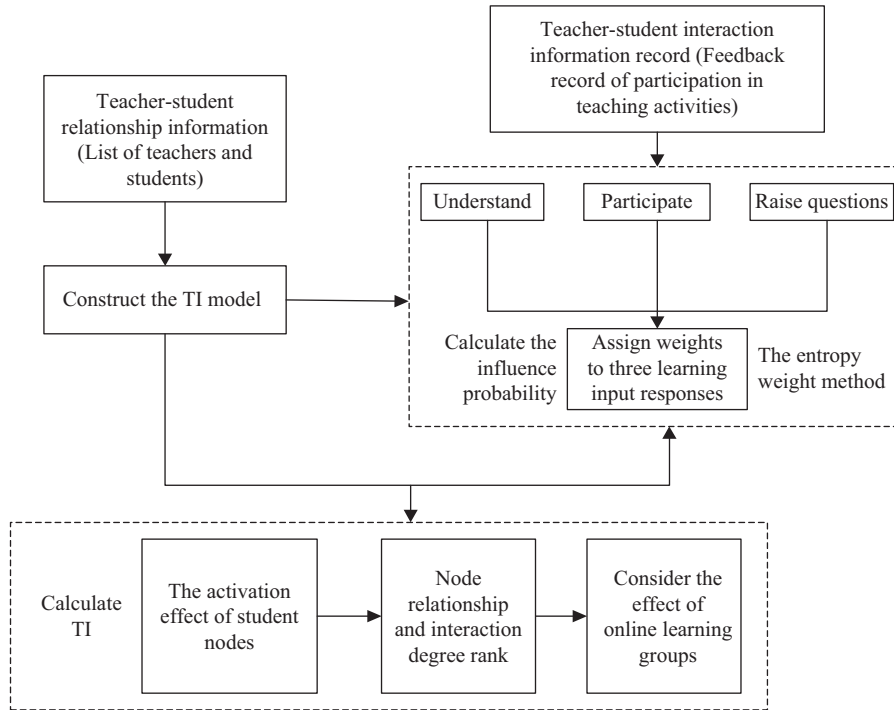 Teacher-student interaction
information record (Feedback
record of participation in
teaching activities)
Teacher-student
relationship information
(List of teachers and
students)
Understand
Participate
Raise questions
Construct the TI model
Calculate the
influence
probability
Assign weights
to three learning
input responses
The entropy
weight method
Calculate
TI
The activation
effect of student
nodes
Node
relationship
and interaction
degree rank
Consider the
effect of
online learning
groups